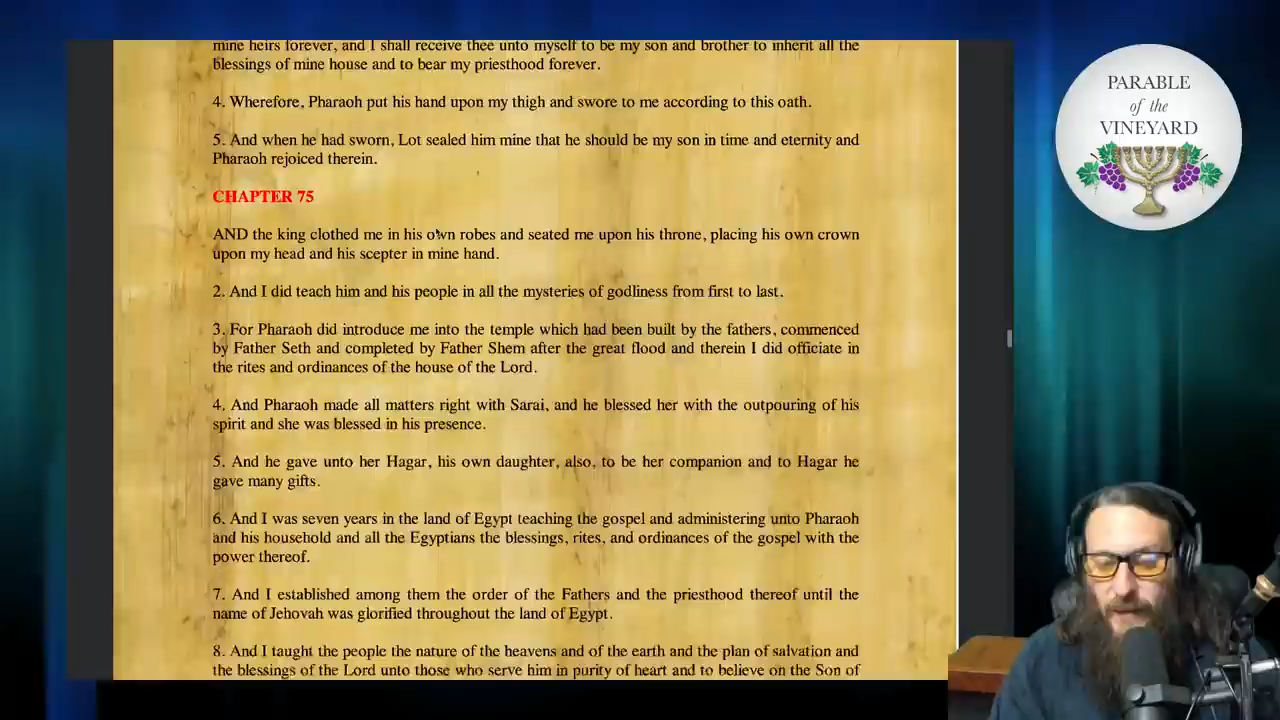 mine heirs forever, and I shall receive thee unto myself to be my son and brother to inherit all the
blessings of mine house and to bear my priesthood forever.
4. Wherefore, Pharaoh put his hand upon my thigh and swore to me according to this oath.
5. And when he had sworn, Lot sealed him mine that he should be my son in time and eternity and
Pharaoh rejoiced therein.
CHAPTER 75
AND the king clothed me in his own robes and seated me upon his throne, placing his own crown
upon my head and his scepter in mine hand.
2. And I did teach him and his people in all the mysteries of godliness from first to last.
3. For Pharaoh did introduce me into the temple which had been built by the fathers, commenced
by Father Seth and completed by Father Shem after the great flood and therein I did officiate in
the rites and ordinances of the house of the Lord.
4. And Pharaoh made all matters right with Sarai, and he blessed her with the outpouring of his
spirit and she was blessed in his presence.
5. And he gave unto her Hagar, his own daughter, also, to be her companion and to Hagar he
gave many gifts.
6. And I was seven years in the land of Egypt teaching the gospel and administering unto Pharaoh
and his household and all the Egyptians the blessings, rites, and ordinances of the gospel with the
power thereof.
7. And I established among them the order of the Fathers and the priesthood thereof until the
name of Jehovah was glorified throughout the land of Egypt.
8. And I taught the people the nature of the heavens and of the earth and the plan of salvation and
the blessings of the Lord unto those who serve him in purity of heart and to believe on the Son of
PARABLE
of the
VINEYARD